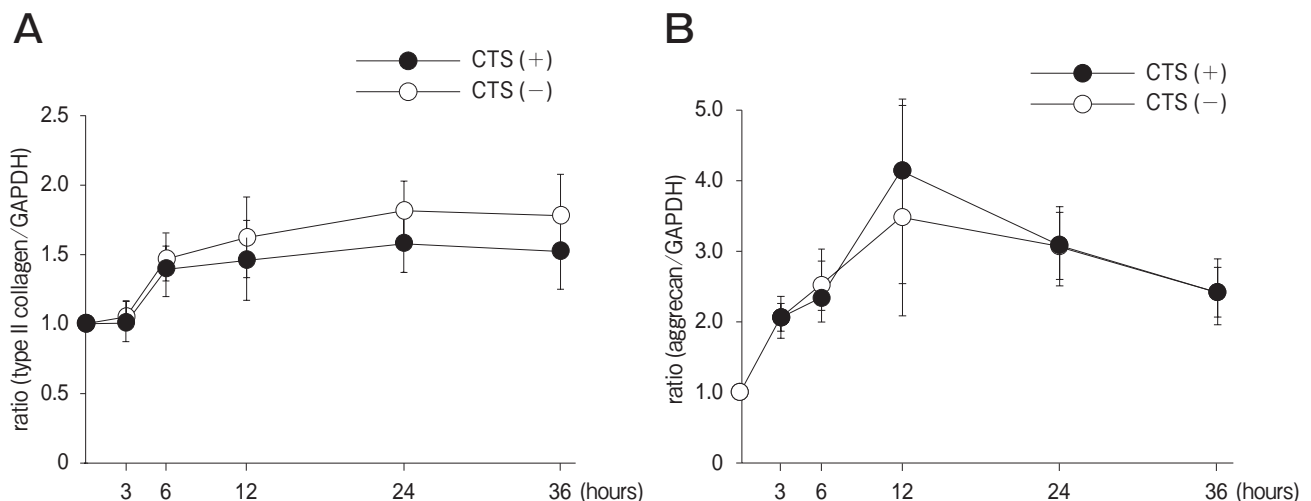 A
CTS (+)
CTS (−)
2.5
2.0
1.5
1.0
0.5
0
ratio (type II collagen/GAPDH)
3 6 12 24 36 (hours)
B
CTS (+)
CTS (−)
5.0
4.0
3.0
2.0
1.0
0
ratio (aggrecan/GAPDH)
3 6 12 24 36 (hours)